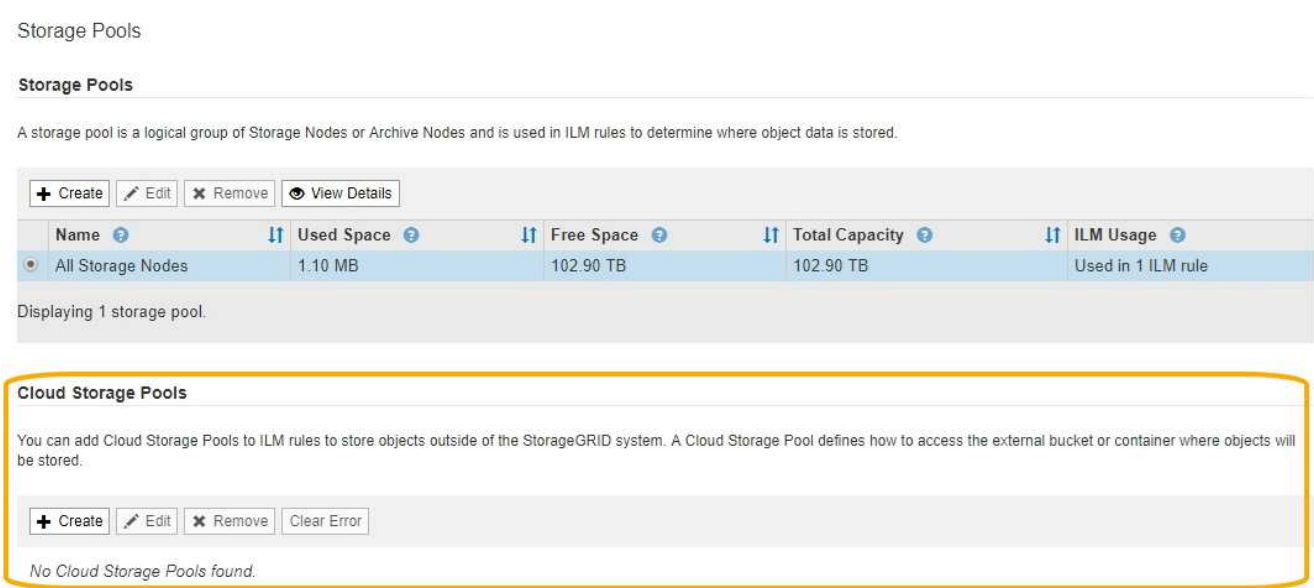 Storage Pools
Storage Pools
A storage pool is a logical group of Storage Nodes or Archive Nodes and is used in ILM rules to determine where object data is stored.
Create Edit Remove View Details
Name Used Space Free Space Total Capacity ILM Usage
All Storage Nodes 1.10 MB 102.90 TB 102.90 TB Used in 1 ILM rule
Displaying 1 storage pool.
Cloud Storage Pools
You can add Cloud Storage Pools to ILM rules to store objects outside of the StorageGRID system. A Cloud Storage Pool defines how to access the external bucket or container where objects will
be stored.
Create Edit Remove Clear Error
No Cloud Storage Pools found.